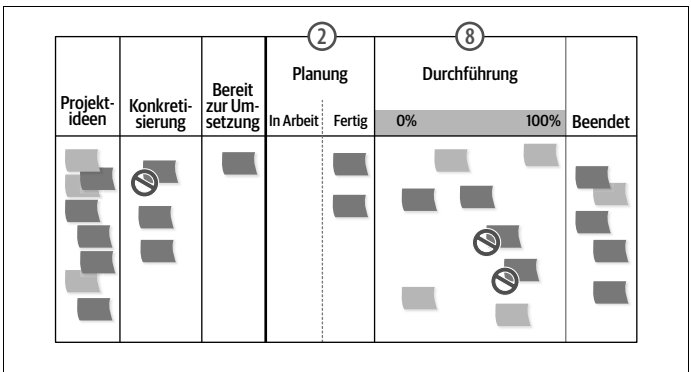 2
8
Planung
Durchführung
Projekt-
ideen
Konkreti-
sierung
Bereit
zur Um-
setzung
In Arbeit
Fertig
0%
100%
Beendet